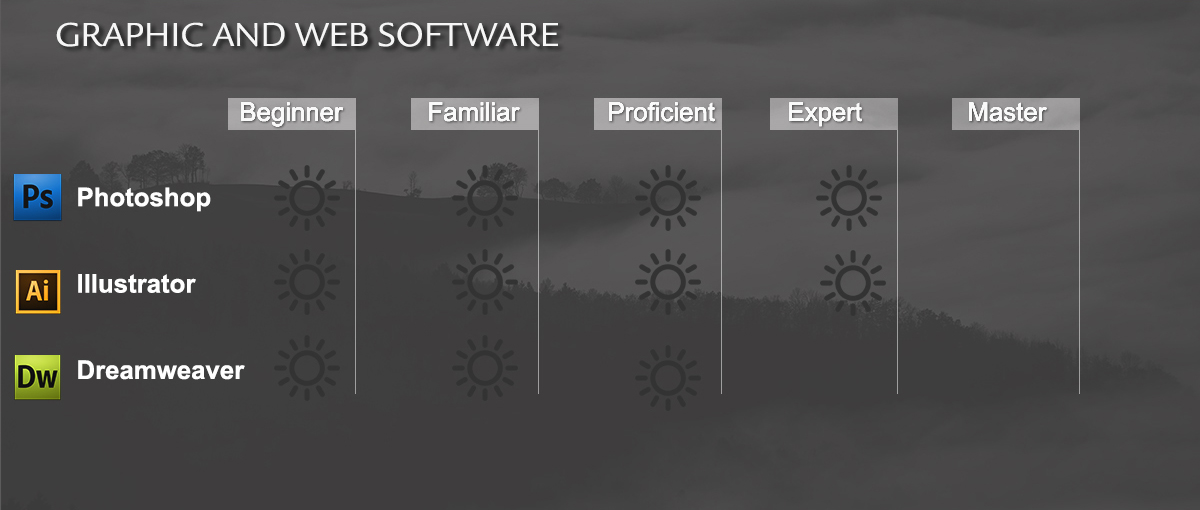 GRAPHIC AND WEB SOFTWARE
Beginner Familiar Proficient Expert Master
Ps Photoshop
Ai Illustrator
Dw Dreamweaver